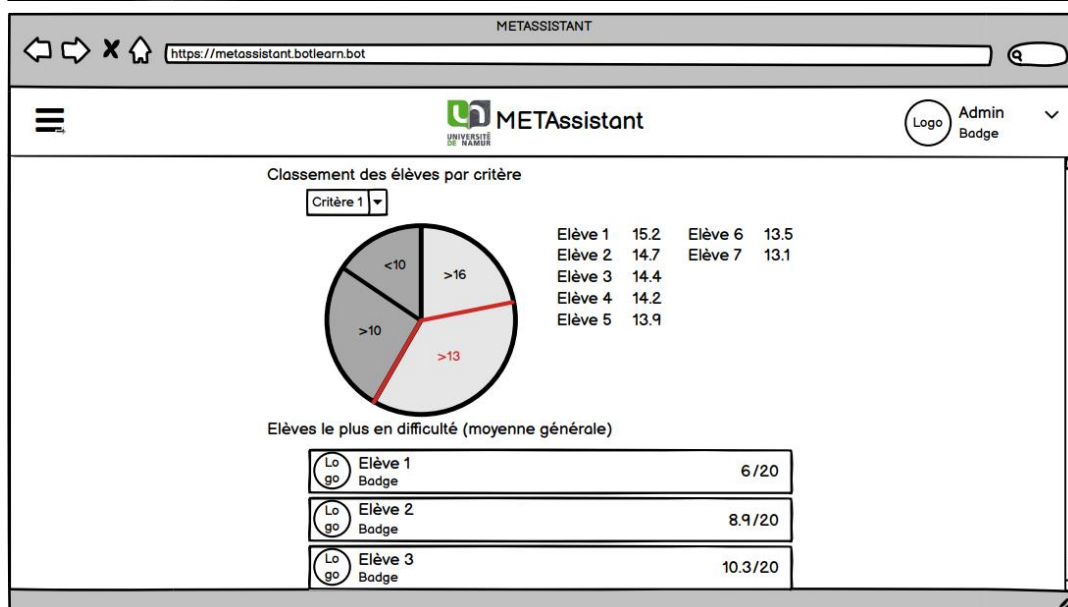 METASSISTANT
https://metassistant.botlearn.bot
UNIVERSITÉ
DE NAMUR
METAssistant
Logo
Admin
Badge
Classement des élèves par critère
Critère 1
<10
>16
>10
>13
Elève 1 15.2 Elève 6 13.5
Elève 2 14.7 Elève 7 13.1
Elève 3 14.4
Elève 4 14.2
Elève 5 13.9
Elèves le plus en difficulté (moyenne générale)
Lo
go
Elève 1
Badge
6/20
Lo
go
Elève 2
Badge
8.9/20
Lo
go
Elève 3
Badge
10.3/20